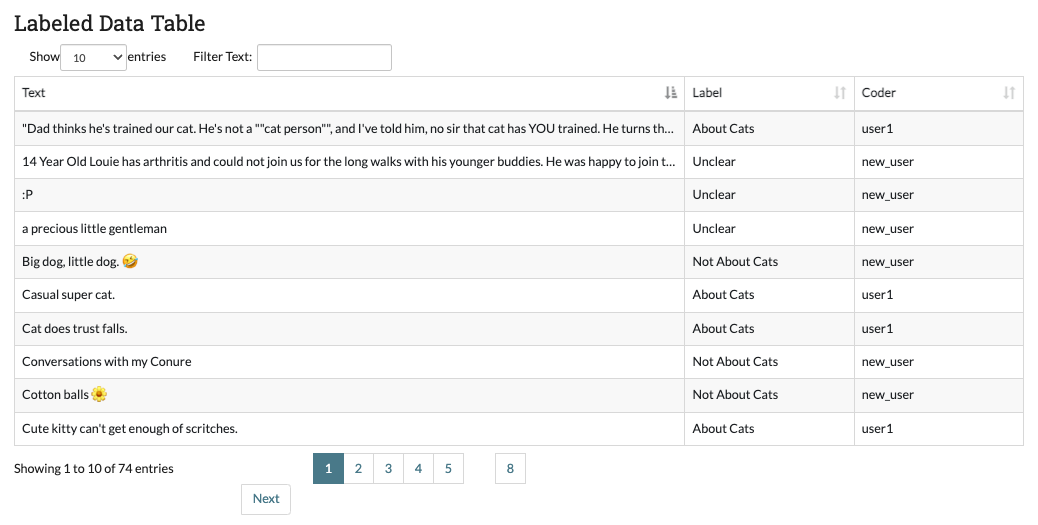 Labeled Data Table
Show 10 entries Filter Text:
Text Label Coder
"Dad thinks he's trained our cat. He's not a ""cat person"", and I've told him, no sir that cat has YOU trained. He turns th... About Cats user1
14 Year Old Louie has arthritis and could not join us for the long walks with his younger buddies. He was happy to join t... Unclear new_user
:P Unclear new_user
a precious little gentleman Unclear new_user
Big dog, little dog. 🤣 Not About Cats new_user
Casual super cat. About Cats user1
Cat does trust falls. About Cats user1
Conversations with my Conure Not About Cats new_user
Cotton balls 🌼 Not About Cats new_user
Cute kitty can't get enough of scritches. About Cats user1
Showing 1 to 10 of 74 entries 1 2 3 4 5 8
Next